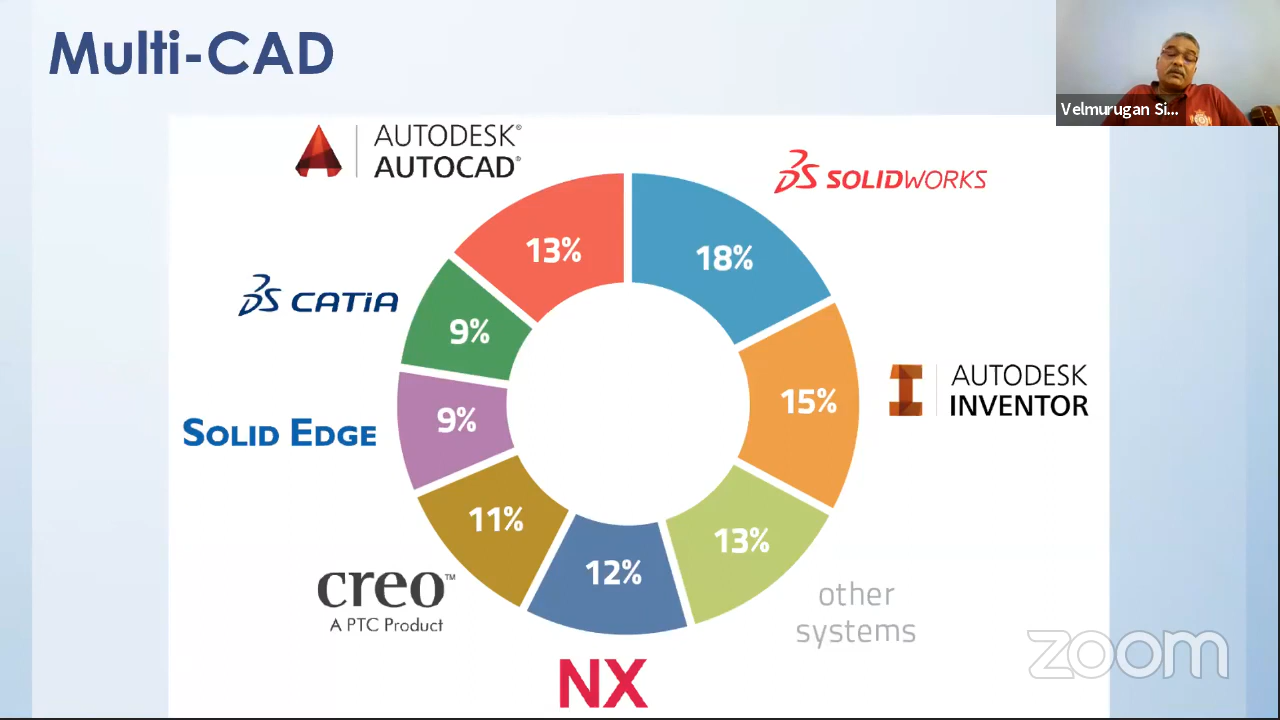 Multi-CAD
Velmurugan Si...
AUTODESK®
AUTOCAD®
SOLIDWORKS
13%
18%
CATIA
9%
15%
AUTODESK
INVENTOR
SOLID EDGE
9%
11%
13%
12%
creo™
A PTC Product
other
systems
NX
zoom